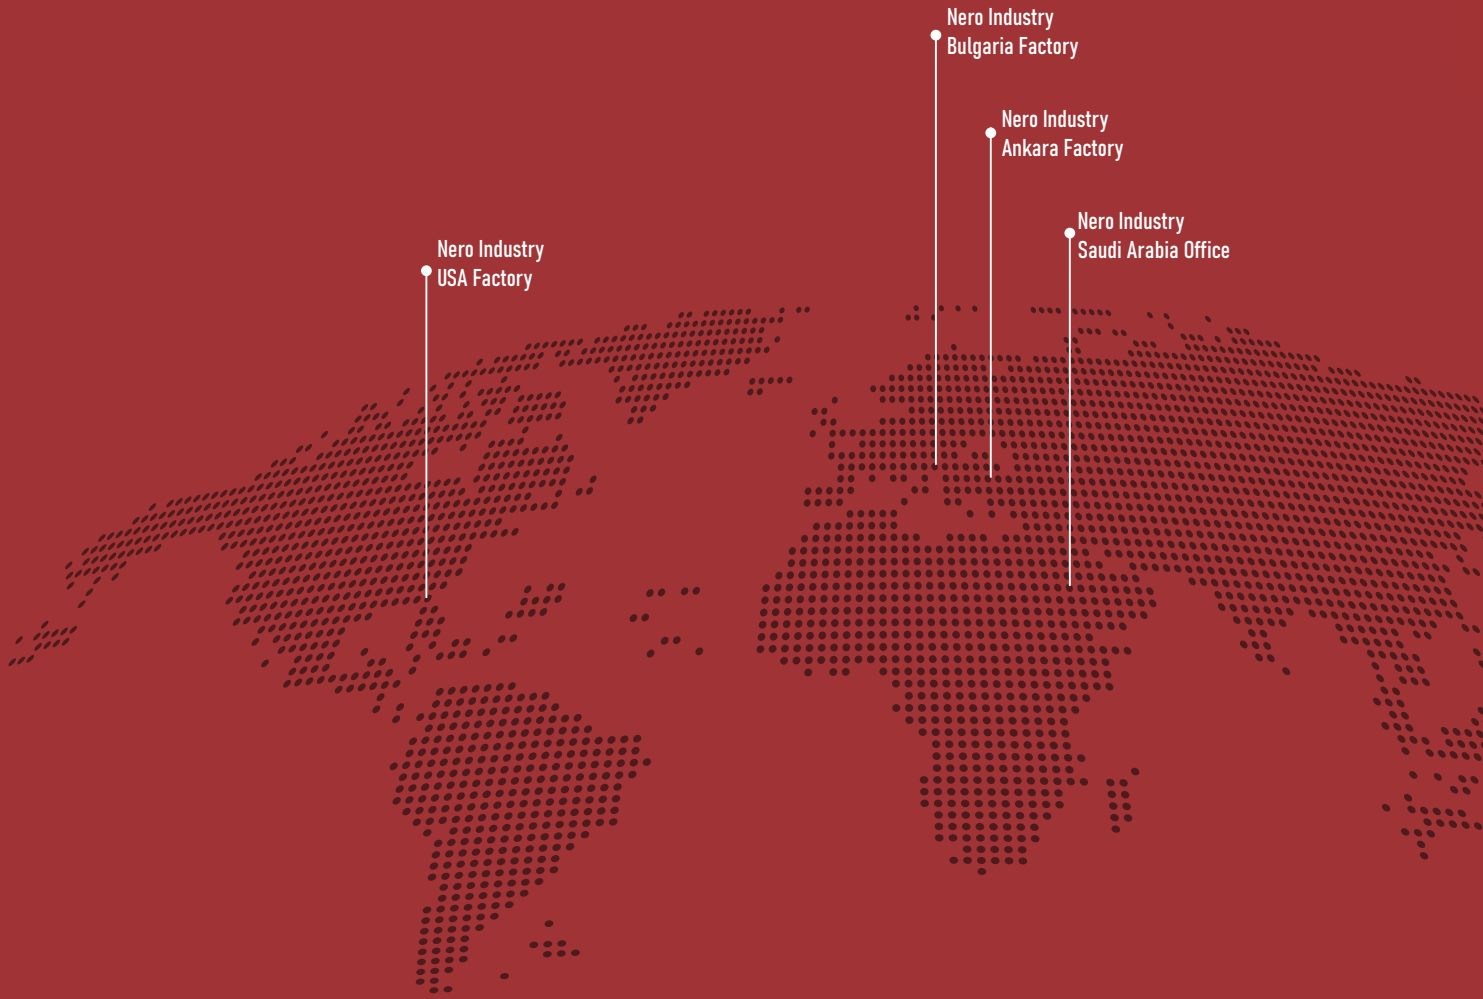 Nero Industry
Bulgaria Factory
Nero Industry
Ankara Factory
Nero Industry
Saudi Arabia Office
Nero Industry
USA Factory